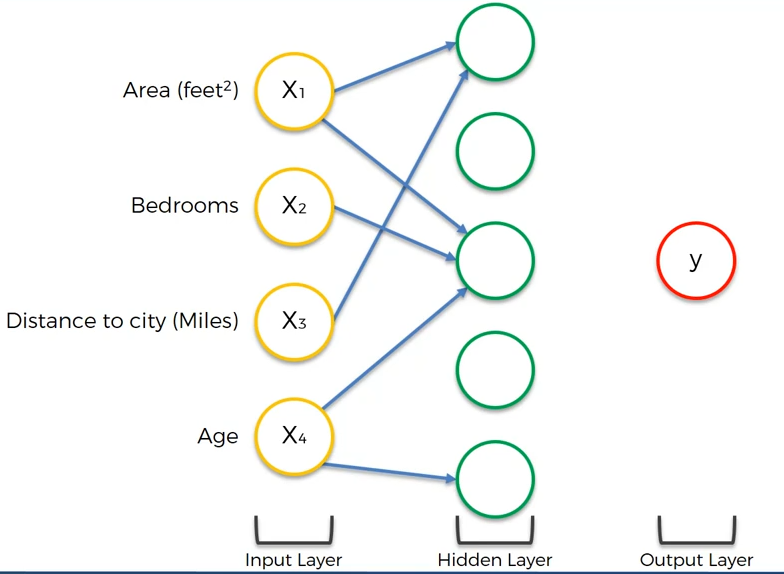 Area (feet²) X₁
Bedrooms X₂
Distance to city (Miles) X₃
Age X₄
y
Input Layer Hidden Layer Output Layer